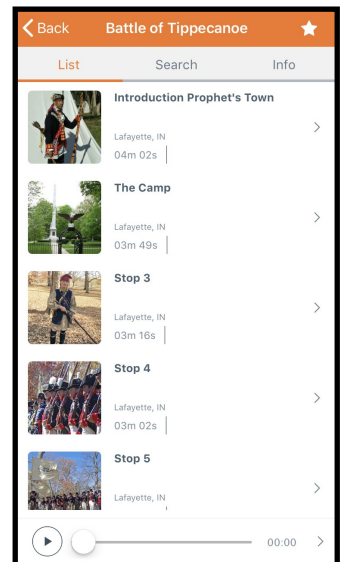 Back Battle of Tippecanoe
List Search Info
Introduction Prophet's Town
Lafayette, IN
04m 02s
The Camp
Lafayette, IN
03m 49s
Stop 3
Lafayette, IN
03m 16s
Stop 4
Lafayette, IN
03m 02s
Stop 5
Lafayette, IN
00:00